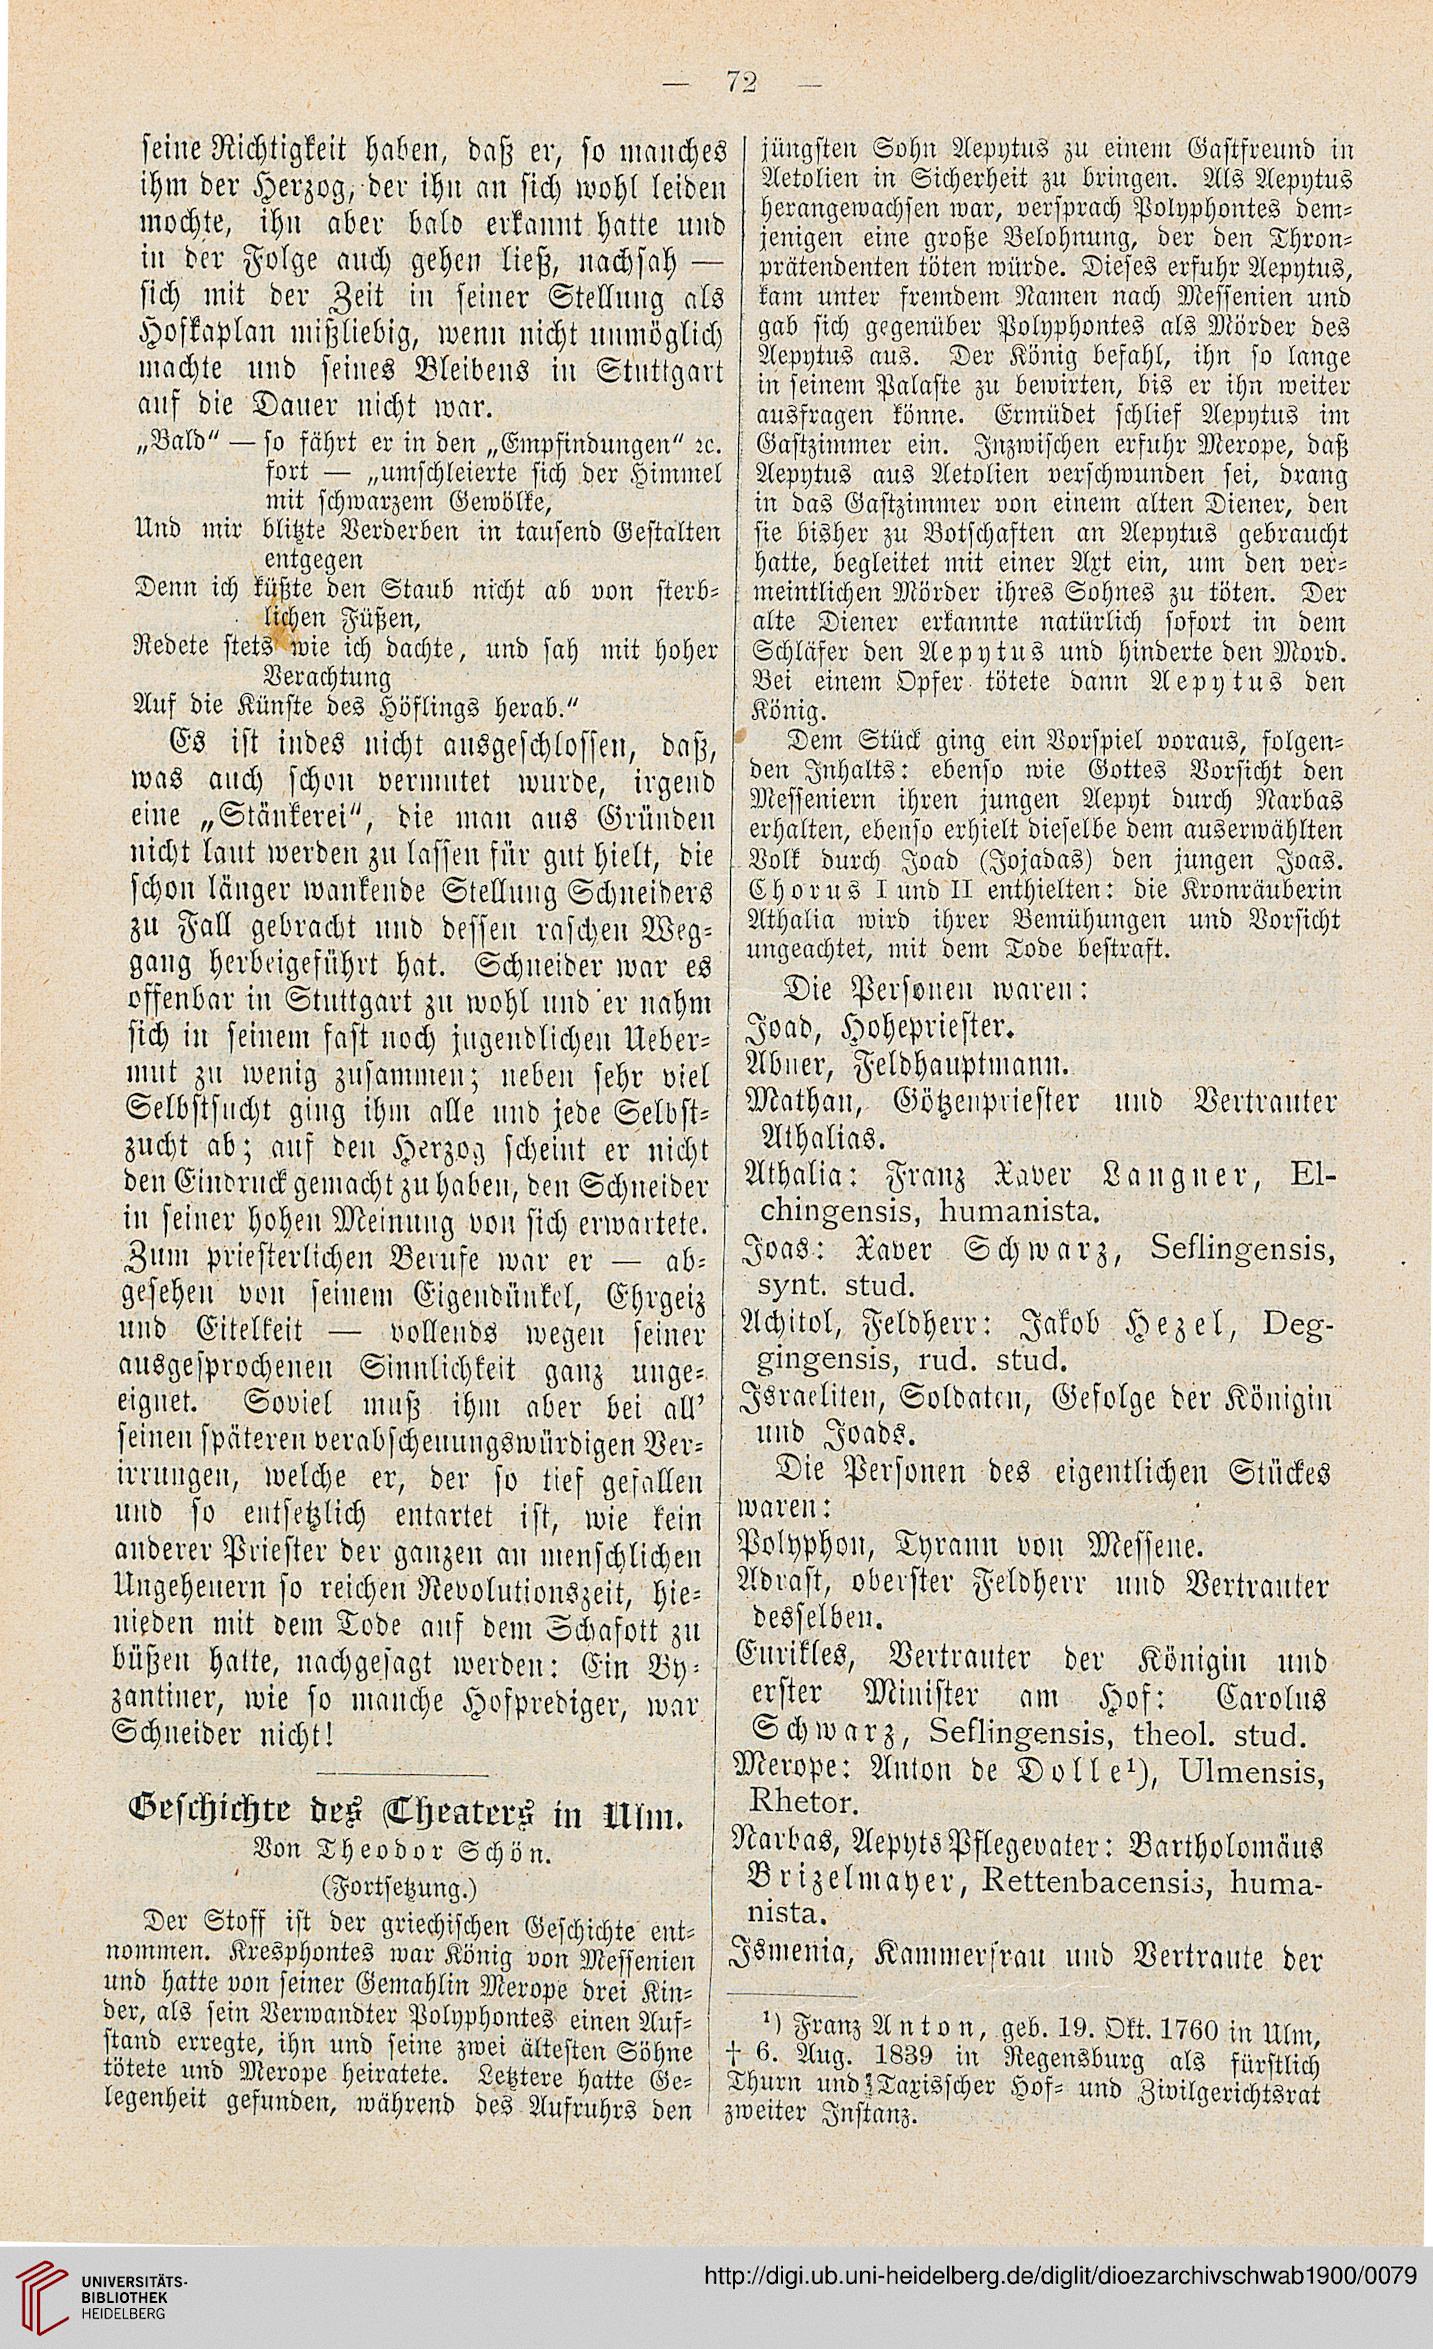 — 72 —
seine Richtigkeit haben, daß er, so manches
ihm der Herzog, der ihn an sich wohl leiden
mochte, ihn aber bald erkannt hatte und
in der Folge auch gehen ließ, nachsah —
sich mit der Zeit in seiner Stellung als
Hofkaplan mißliebig, wenn nicht unmöglich
machte und seines Bleibens in Stuttgart
auf die Dauer nicht war.
„Bald“ — so fährt er in den „Empfindungen“ ꝛc.
fort — „umschleierte sich der Himmel
mit schwarzem Gewölke,
Und mir blitzte Verderben in tausend Gestalten
entgegen
Denn ich küßte den Staub nicht ab von sterb-
lichen Füßen,
Redete stets wie ich dachte, und sah mit hoher
Verachtung
Auf die Künste des Höflings herab.“
Es ist indes nicht ausgeschlossen, daß,
was auch schon vermutet wurde, irgend
eine „Stänkerei“, die man aus Gründen
nicht laut werden zu lassen für gut hielt, die
schon länger wankende Stellung Schneiders
zu Fall gebracht und dessen raschen Weg-
gang herbeigeführt hat. Schneider war es
offenbar in Stuttgart zu wohl und er nahm
sich in seinem fast noch jugendlichen Ueber-
mut zu wenig zusammen; neben sehr viel
Selbstsucht ging ihm alle und jede Selbst-
zucht ab; auf den Herzog scheint er nicht
den Eindruck gemacht zu haben, den Schneider
in seiner hohen Meinung von sich erwartete.
Zum priesterlichen Berufe war er — ab-
gesehen von seinem Eigendünkel, Ehrgeiz
und Eitelkeit — vollends wegen seiner
ausgesprochenen Sinnlichkeit ganz unge-
eignet. Soviel muß ihm aber bei all’
seinen späteren verabscheuungswürdigen Ver-
irrungen, welche er, der so tief gefallen
und so entsetzlich entartet ist, wie kein
anderer Priester der ganzen an menschlichen
Ungeheuern so reichen Revolutionszeit, hie-
nieden mit dem Tode auf dem Schafott zu
büßen hatte, nachgesagt werden: Ein By-
zantiner, wie so manche Hofprediger, war
Schneider nicht!
Geschichte des Theaters in Ulm.
Von Theodor Schön.
(Fortsetzung.)
Der Stoff ist der griechischen Geschichte ent-
nommen. Kresphontes war König von Messenien
und hatte von seiner Gemahlin Merope drei Kin-
der, als sein Verwandter Polyphontes einen Auf-
stand erregte, ihn und seine zwei ältesten Söhne
tötete und Merope heiratete. Letztere hatte Ge-
legenheit gefunden, während des Aufruhrs den
jüngsten Sohn Aepytus zu einem Gastfreund in
Aetolien in Sicherheit zu bringen. Als Aepytus
herangewachsen war, versprach Polyphontes dem-
jenigen eine große Belohnung, der den Thron-
prätendenten töten würde. Dieses erfuhr Aepytus,
kam unter fremdem Namen nach Messenien und
gab sich gegenüber Polyphontes als Mörder des
Aepytus aus. Der König befahl, ihn so lange
in seinem Palaste zu bewirten, bis er ihn weiter
ausfragen könne. Ermüdet schlief Aepytus im
Gastzimmer ein. Inzwischen erfuhr Merope, daß
Aepytus aus Aetolien verschwunden sei, drang
in das Gastzimmer von einem alten Diener, den
sie bisher zu Botschaften an Aepytus gebraucht
hatte, begleitet mit einer Axt ein, um den ver-
meintlichen Mörder ihres Sohnes zu töten. Der
alte Diener erkannte natürlich sofort in dem
Schläfer den Aepytus und hinderte den Mord.
Bei einem Opfer tötete dann Aepytus den
König.
Dem Stück ging ein Vorspiel voraus, folgen-
den Inhalts: ebenso wie Gottes Vorsicht den
Messeniern ihren jungen Aepyt durch Narbas
erhalten, ebenso erhielt dieselbe dem auserwählten
Volk durch Joad (Jojadas) den jungen Joas.
Chorus I und II enthielten: die Kronräuberin
Athalia wird ihrer Bemühungen und Vorsicht
ungeachtet, mit dem Tode bestraft.
Die Personen waren:
Joad, Hohepriester.
Abner, Feldhauptmann.
Mathan, Götzenpriester und Vertrauter
Athalias.
Athalia: Franz Xaver Langner, El-
chingensis, humanista.
Joas: Xaver Schwarz, Seflingensis,
synt. stud.
Achitol, Feldherr: Jakob Hezel, Deg-
gingensis, rud. stud.
Israeliten, Soldaten, Gefolge der Königin
und Joads.
Die Personen des eigentlichen Stückes
waren:
Polyphon, Tyrann von Messene.
Adrast, oberster Feldherr und Vertrauter
desselben.
Eurikles, Vertrauter der Königin und
erster Minister am Hof: Carolus
Schwarz, Seflingensis, theol. stud.
Merope: Anton de Dolle¹), Ulmensis,
Rhetor.
Narbas, Aepyts Pflegevater: Bartholomäus
Brizelmayer, Rettenbacensis, huma-
nista.
Ismenia, Kammerfrau und Vertraute der
¹) Franz Anton, geb. 19. Okt. 1760 in Ulm,
† 6. Aug. 1839 in Regensburg als fürstlich
Thurn und Taxisscher Hof- und Zivilgerichtsrat
zweiter Instanz.
UNIVERSITÄTS-
BIBLIOTHEK
HEIDELBERG
http://digi.ub.uni-heidelberg.de/diglit/dioezarchivschwab1900/0079